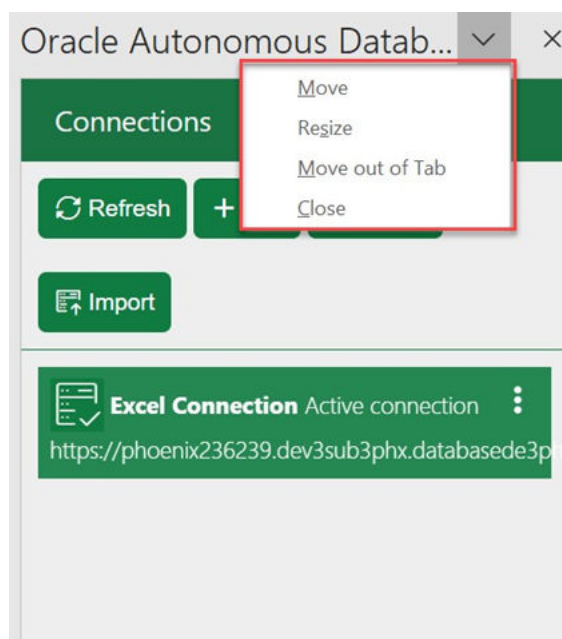 Oracle Autonomous Datab...
Move
Connections
Resize
Move out of Tab
Refresh
+
Close
Import
Excel Connection Active connection
https://phoenix236239.dev3sub3phx.databasede3p